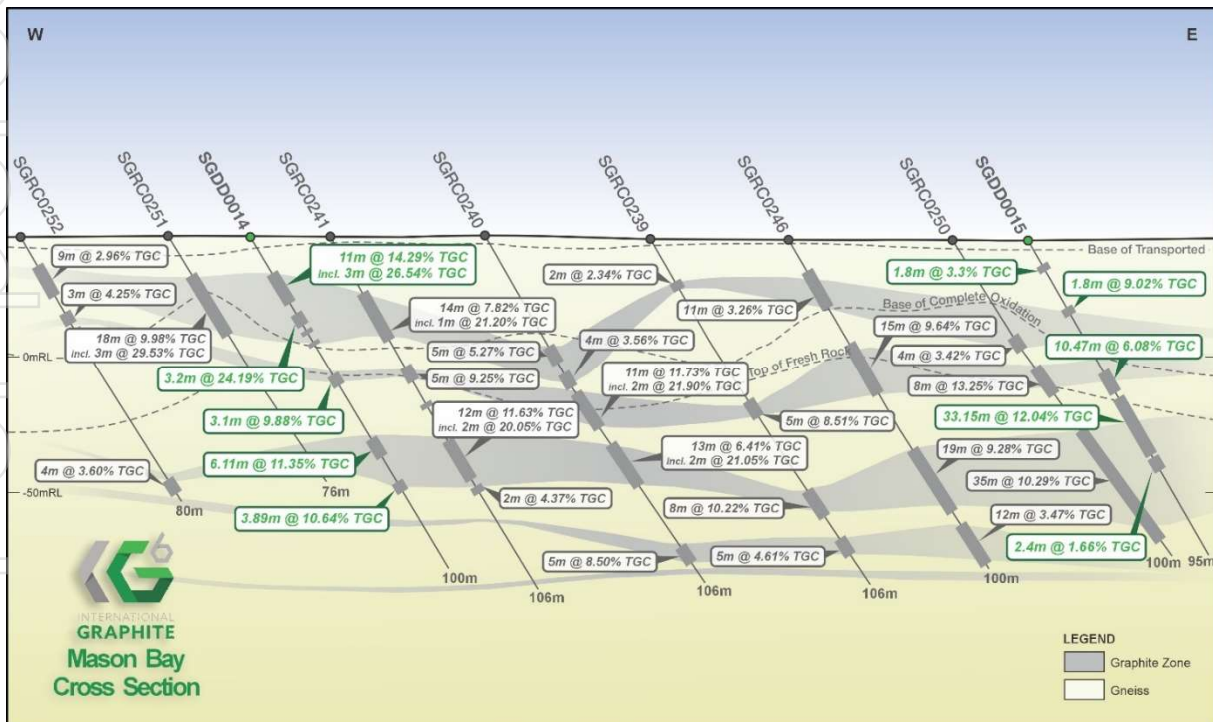 W
E
SGRC0252
SGRC0251
SGDD0014
SGRC0241
SGRC0240
SGRC0239
SGRC0246
SGRC0250
SGDD0015
Base of Transported
9m @ 2.96% TGC
3m @ 4.25% TGC
18m @ 9.98% TGC
incl. 3m @ 29.53% TGC
11m @ 14.29% TGC
incl. 3m @ 26.54% TGC
14m @ 7.82% TGC
incl. 1m @ 21.20% TGC
2m @ 2.34% TGC
11m @ 3.26% TGC
1.8m @ 3.3% TGC
1.8m @ 9.02% TGC
Base of Complete Oxidation
15m @ 9.64% TGC
4m @ 3.56% TGC
5m @ 5.27% TGC
4m @ 3.42% TGC
10.47m @ 6.08% TGC
0mRL
Top of Fresh Rock
3.2m @ 24.19% TGC
5m @ 9.25% TGC
11m @ 11.73% TGC
incl. 2m @ 21.90% TGC
8m @ 13.25% TGC
3.1m @ 9.88% TGC
12m @ 11.63% TGC
incl. 2m @ 20.05% TGC
5m @ 8.51% TGC
33.15m @ 12.04% TGC
6.11m @ 11.35% TGC
13m @ 6.41% TGC
incl. 2m @ 21.05% TGC
19m @ 9.28% TGC
4m @ 3.60% TGC
35m @ 10.29% TGC
-50mRL
76m
80m
2m @ 4.37% TGC
8m @ 10.22% TGC
3.89m @ 10.64% TGC
12m @ 3.47% TGC
2.4m @ 1.66% TGC
5m @ 8.50% TGC
5m @ 4.61% TGC
100m
106m
106m
106m
100m
100m
95m
INTERNATIONAL
GRAPHITE
Mason Bay
Cross Section
LEGEND
Graphite Zone
Gneiss